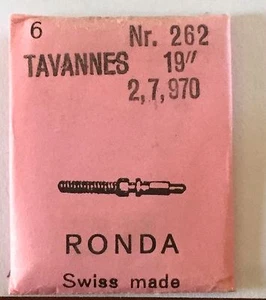 6 Nr. 262
TAVANNES 19"
2,7,970
RONDA
Swiss made